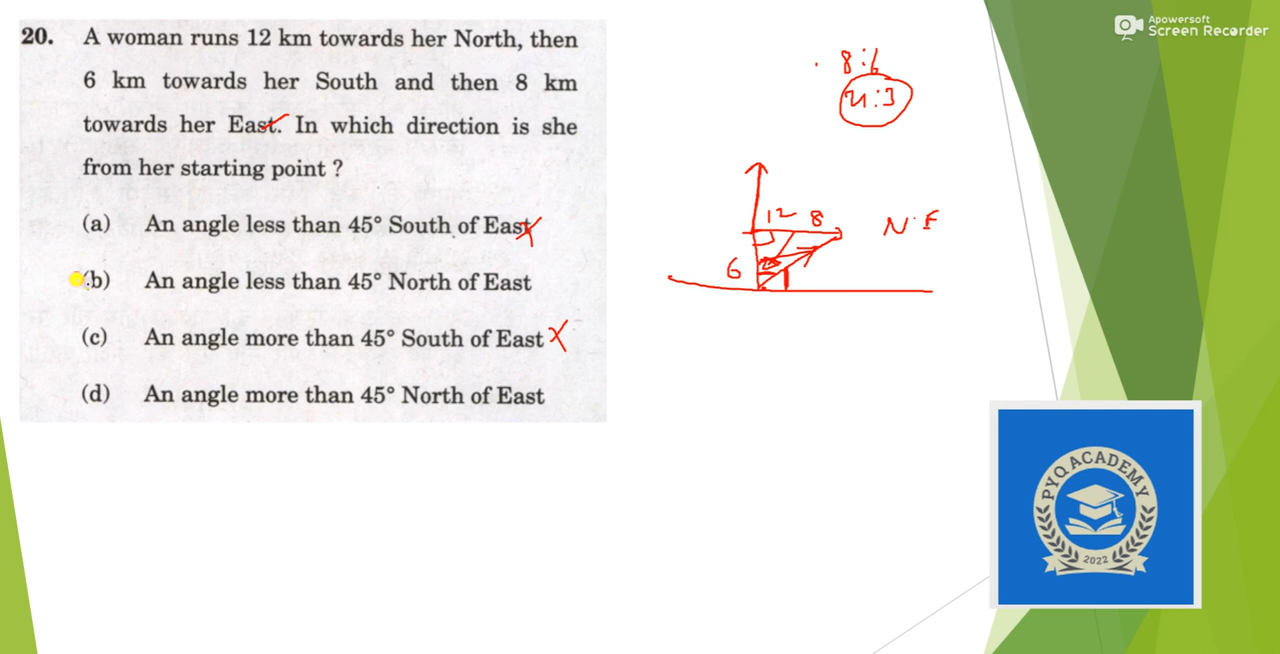 20. A woman runs 12 km towards her North, then
6 km towards her South and then 8 km
towards her East. In which direction is she
from her starting point ?
(a) An angle less than 45° South of East
(b) An angle less than 45° North of East
(c) An angle more than 45° South of East
(d) An angle more than 45° North of East
8:6
4:3
12 8
N·E
6
Apowersoft
Screen Recorder
PYQ ACADEMY
2022